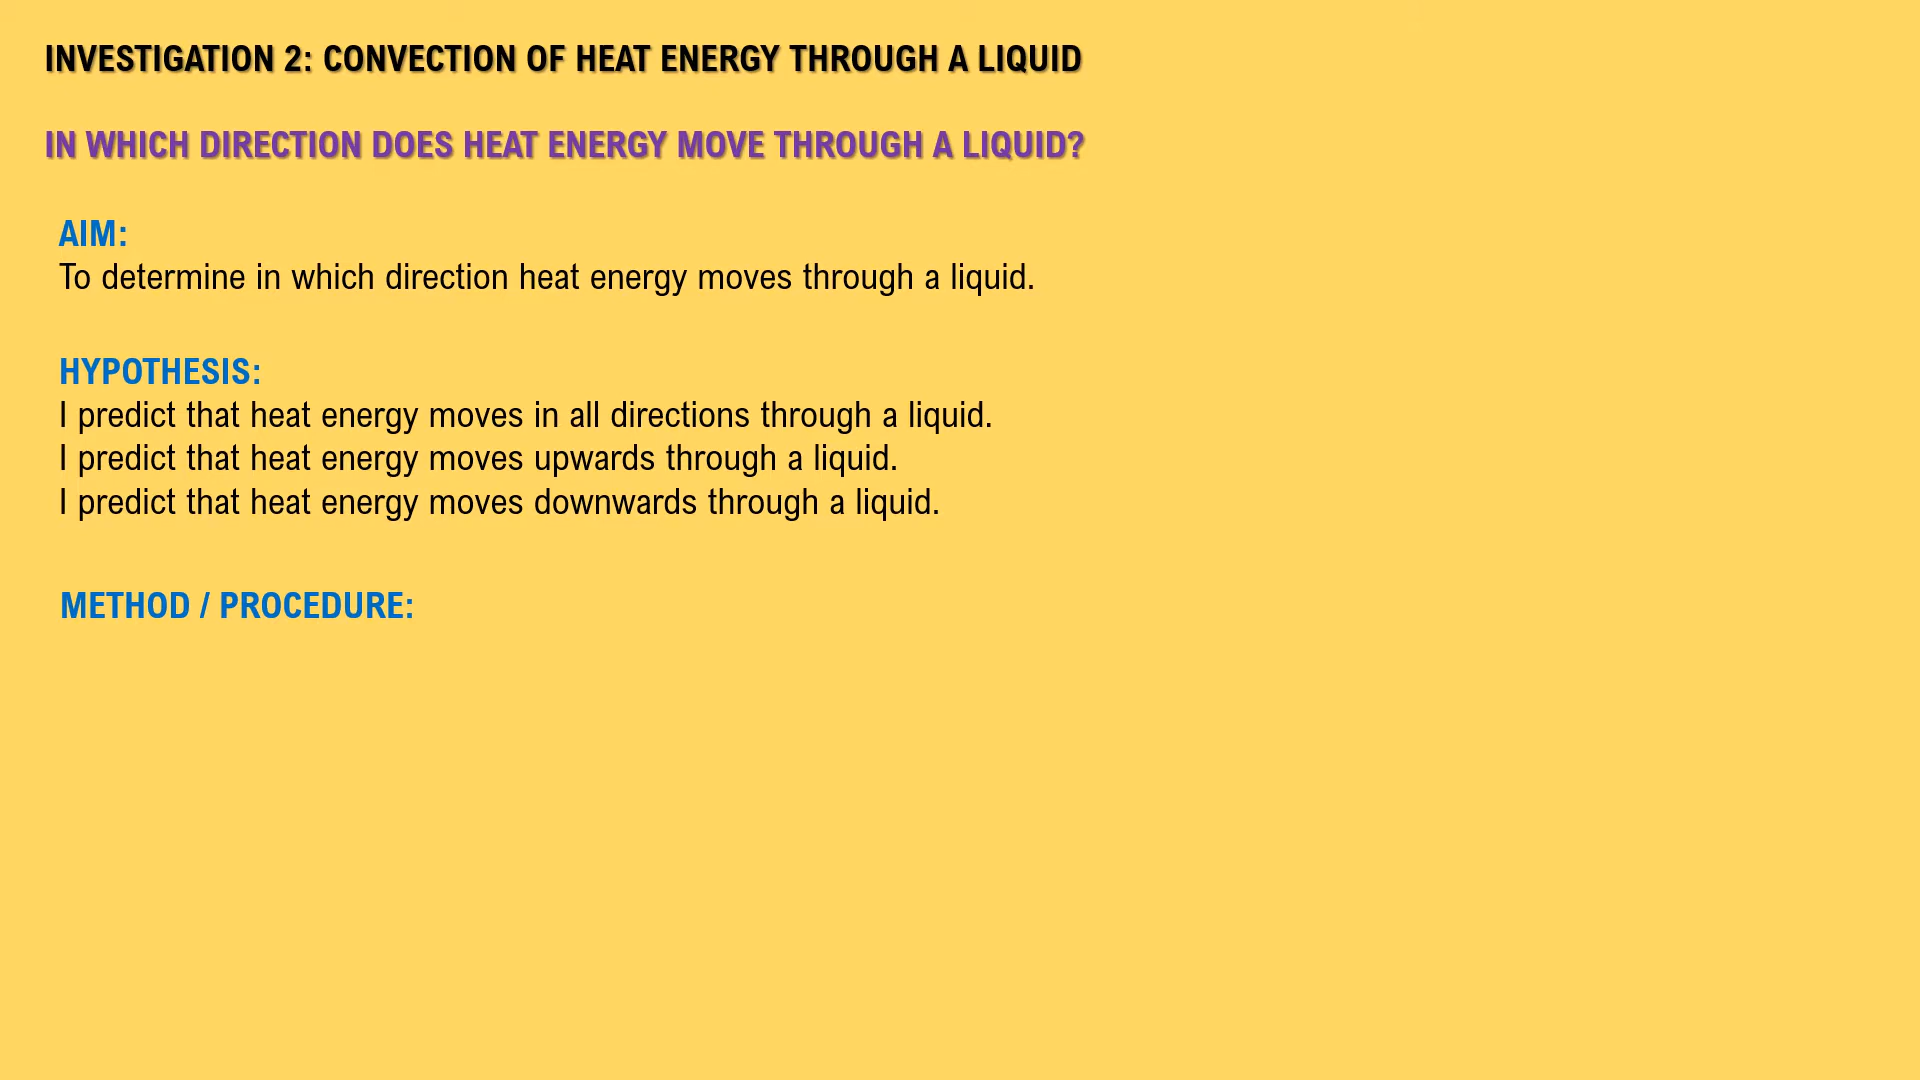 INVESTIGATION 2: CONVECTION OF HEAT ENERGY THROUGH A LIQUID
IN WHICH DIRECTION DOES HEAT ENERGY MOVE THROUGH A LIQUID?
AIM:
To determine in which direction heat energy moves through a liquid.
HYPOTHESIS:
I predict that heat energy moves in all directions through a liquid.
I predict that heat energy moves upwards through a liquid.
I predict that heat energy moves downwards through a liquid.
METHOD / PROCEDURE: